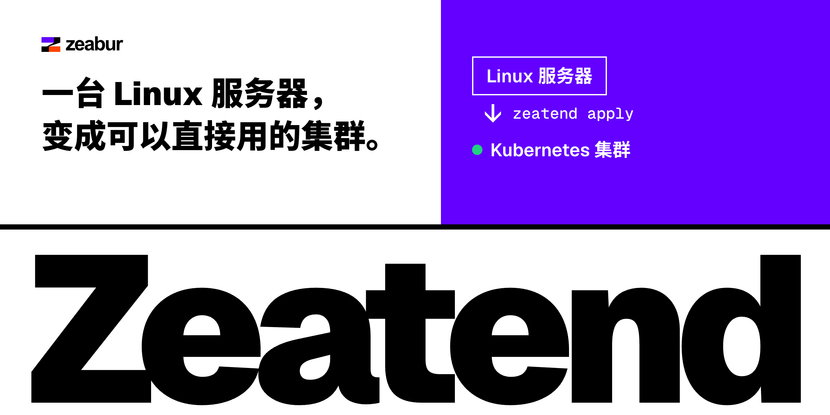 zeabur
一台 Linux 服务器，
变成可以直接用的集群。
Linux 服务器
↓ zeatend apply
Kubernetes 集群
Zeatend